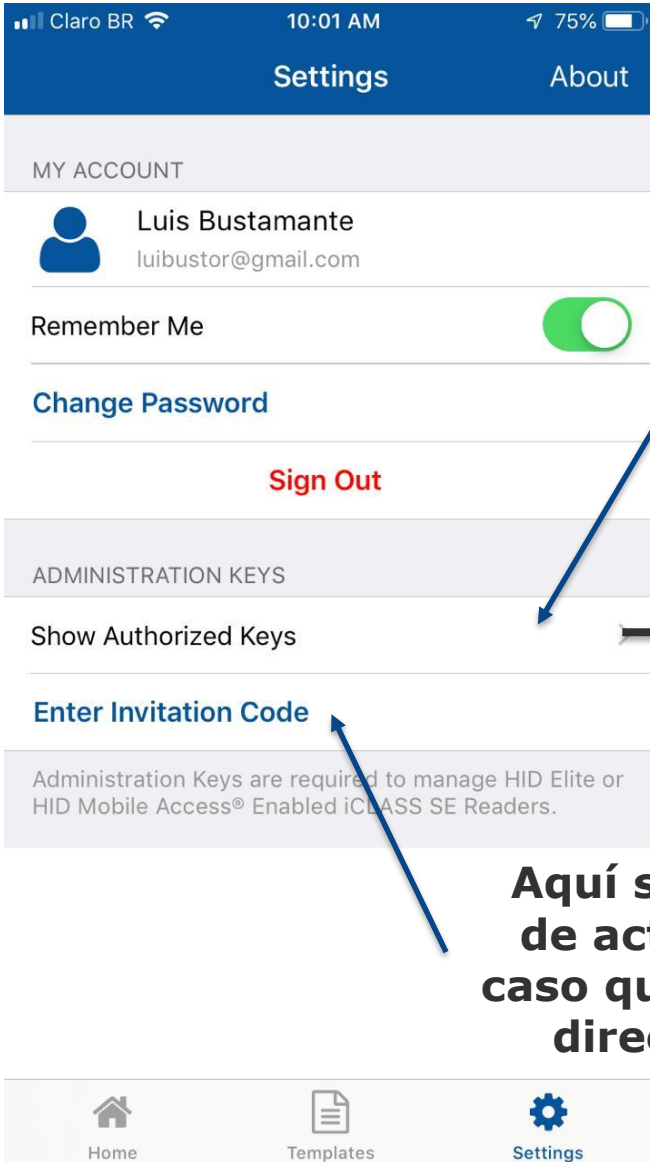 Claro BR 10:01 AM 75%
Settings About
MY ACCOUNT
Luis Bustamante
luibustor@gmail.com
Remember Me
Change Password
Sign Out
ADMINISTRATION KEYS
Show Authorized Keys
Enter Invitation Code
Administration Keys are required to manage HID Elite or
HID Mobile Access® Enabled iCLASS SE Readers.
Aquí
de
caso
Home Templates Settings